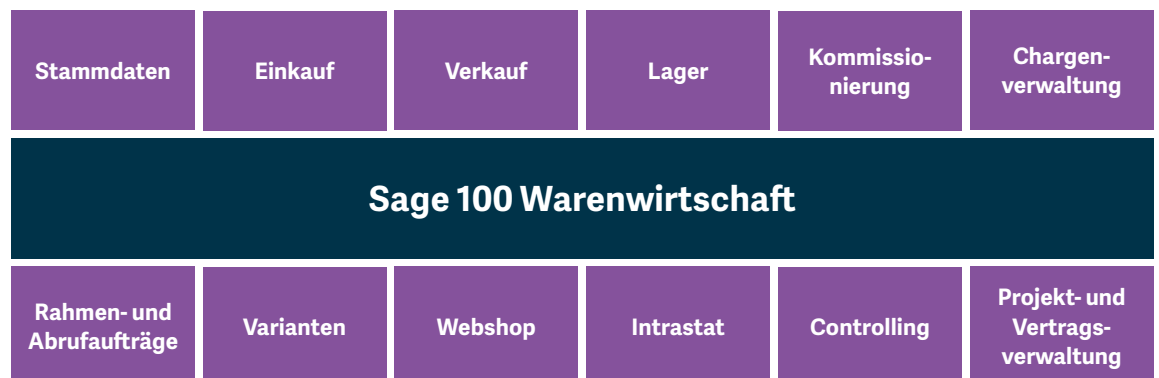 Stammdaten
Einkauf
Verkauf
Lager
Kommissio-
nierung
Chargen-
verwaltung
Sage 100 Warenwirtschaft
Rahmen- und
Abrufaufträge
Varianten
Webshop
Intrastat
Controlling
Projekt- und
Vertrags-
verwaltung